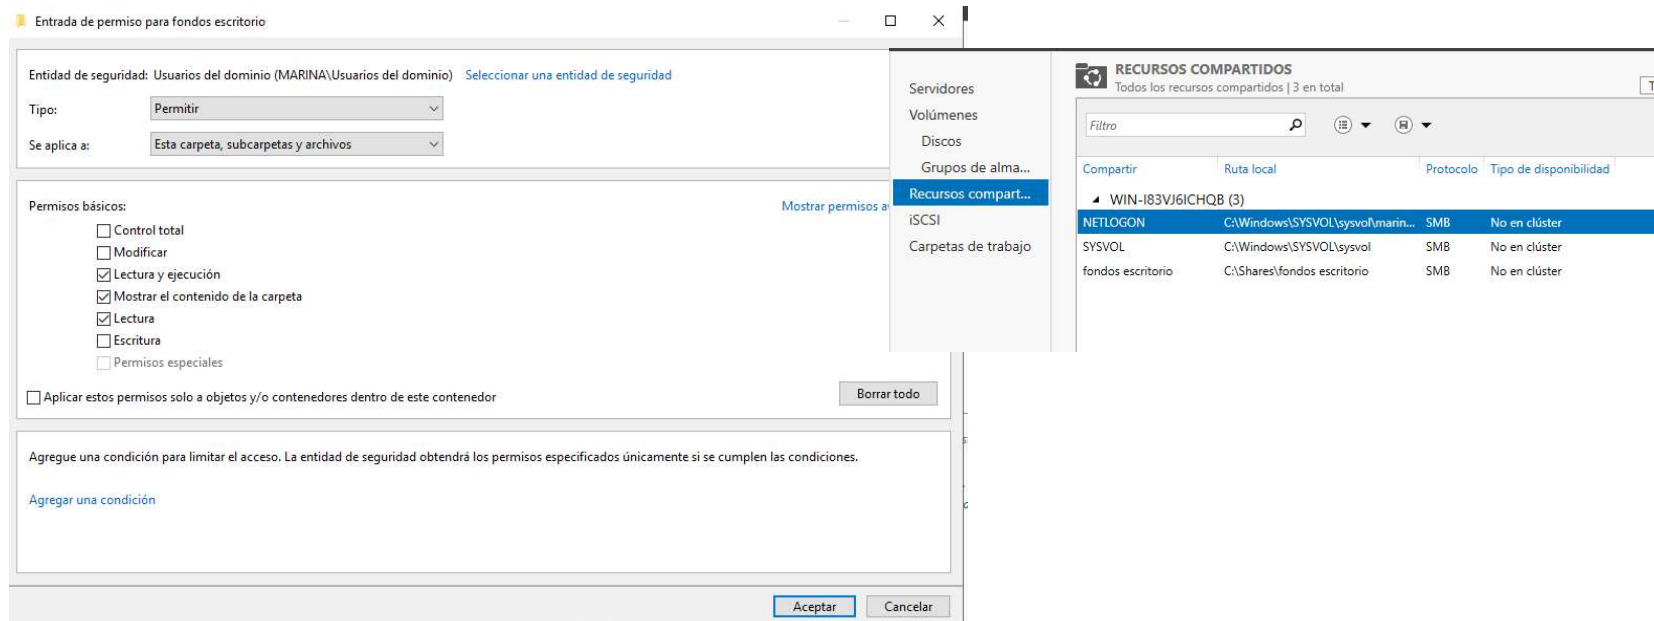 Entrada de permiso para fondos escritorio
Entidad de seguridad: Usuarios del dominio (MARINA\Usuarios del dominio) Seleccionar una entidad de seguridad
Tipo: Permitir
Se aplica a: Esta carpeta, subcarpetas y archivos
Permisos básicos:
Mostrar permisos
Control total
Modificar
Lectura y ejecución
Mostrar el contenido de la carpeta
Lectura
Escritura
Permisos especiales
Aplicar estos permisos solo a objetos y/o contenedores dentro de este contenedor
Borrar todo
Agregue una condición para limitar el acceso. La entidad de seguridad obtendrá los permisos especificados únicamente si se cumplen las condiciones.
Agregar una condición
Aceptar Cancelar
Servidores
Volúmenes
Discos
Grupos de alma...
Recursos compart...
iSCSI
Carpetas de trabajo
RECURSOS COMPARTIDOS
Todos los recursos compartidos | 3 en total
Filtro
Compartir Ruta local Protocolo Tipo de disponibilidad
WIN-I83VJ6ICHQB (3)
NETLOGON C:\Windows\SYSVOL\sysvol\marin... SMB No en clúster
SYSVOL C:\Windows\SYSVOL\sysvol SMB No en clúster
fondos escritorio C:\Shares\fondos escritorio SMB No en clúster